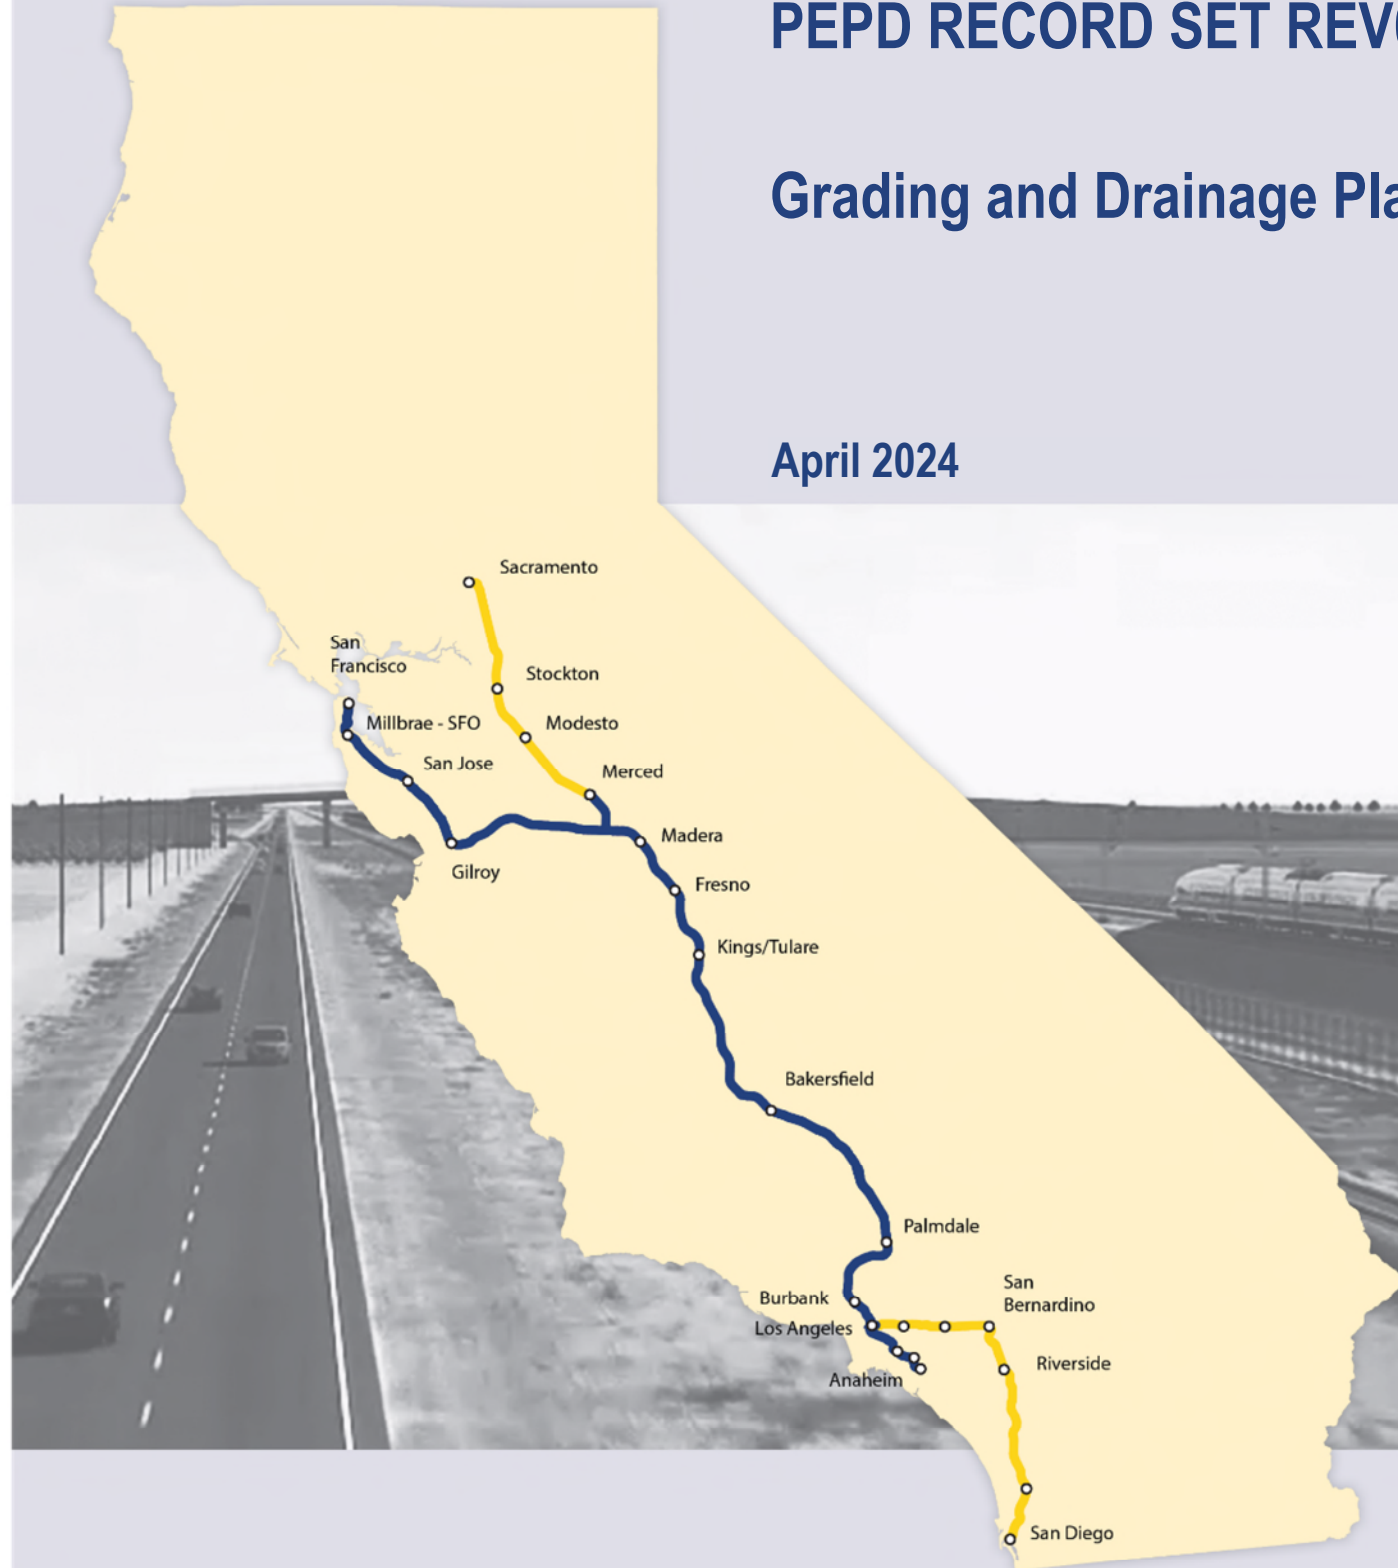 PEPD RECORD SET REV
Grading and Drainage Pla
April 2024
Sacramento
San
Francisco
Stockton
Millbrae - SFO
Modesto
San Jose
Merced
Madera
Gilroy
Fresno
Kings/Tulare
Bakersfield
Palmdale
San
Bernardino
Burbank
Los Angeles
Riverside
Anaheim
San Diego